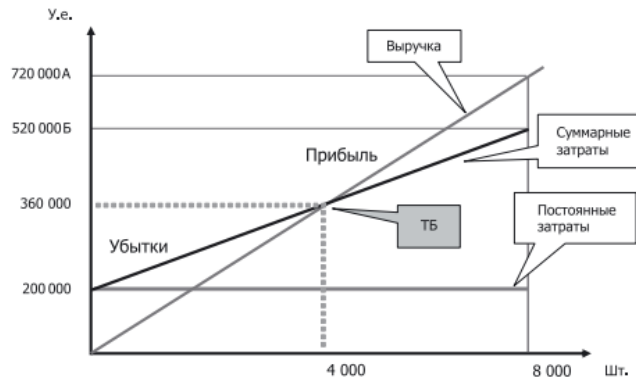 У.е.
720 000А
Выручка
520 000Б
Суммарные
затраты
Прибыль
360 000
ТБ
Постоянные
затраты
Убытки
200 000
4 000
8 000
Шт.